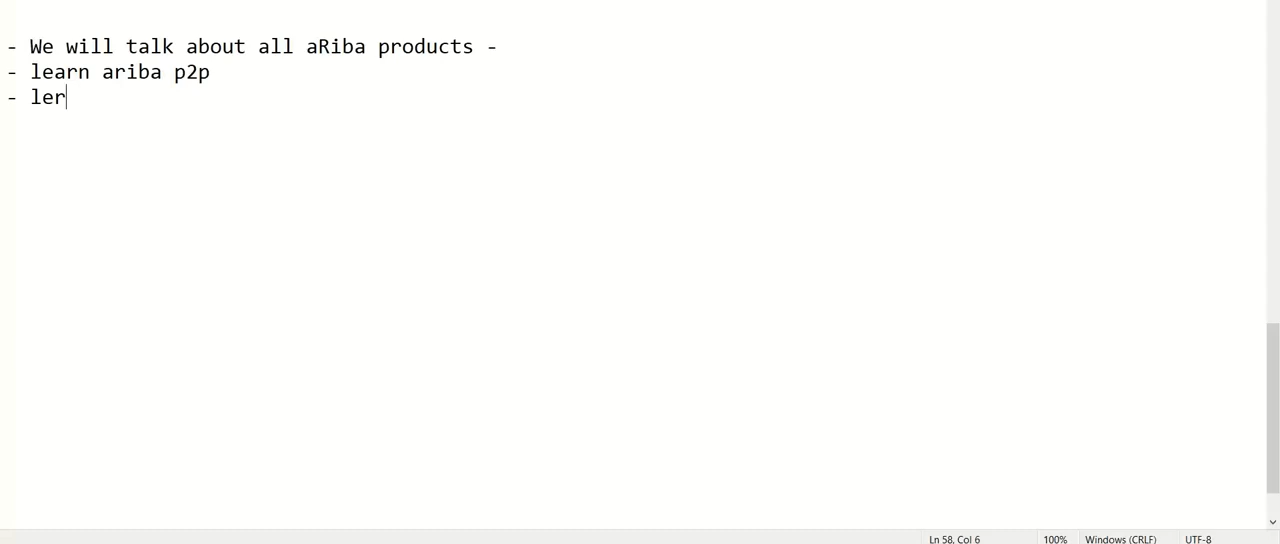 - We will talk about all aRiba products -
- learn ariba p2p
- ler
Ln 58, Col 6 100% Windows (CRLF) UTF-8